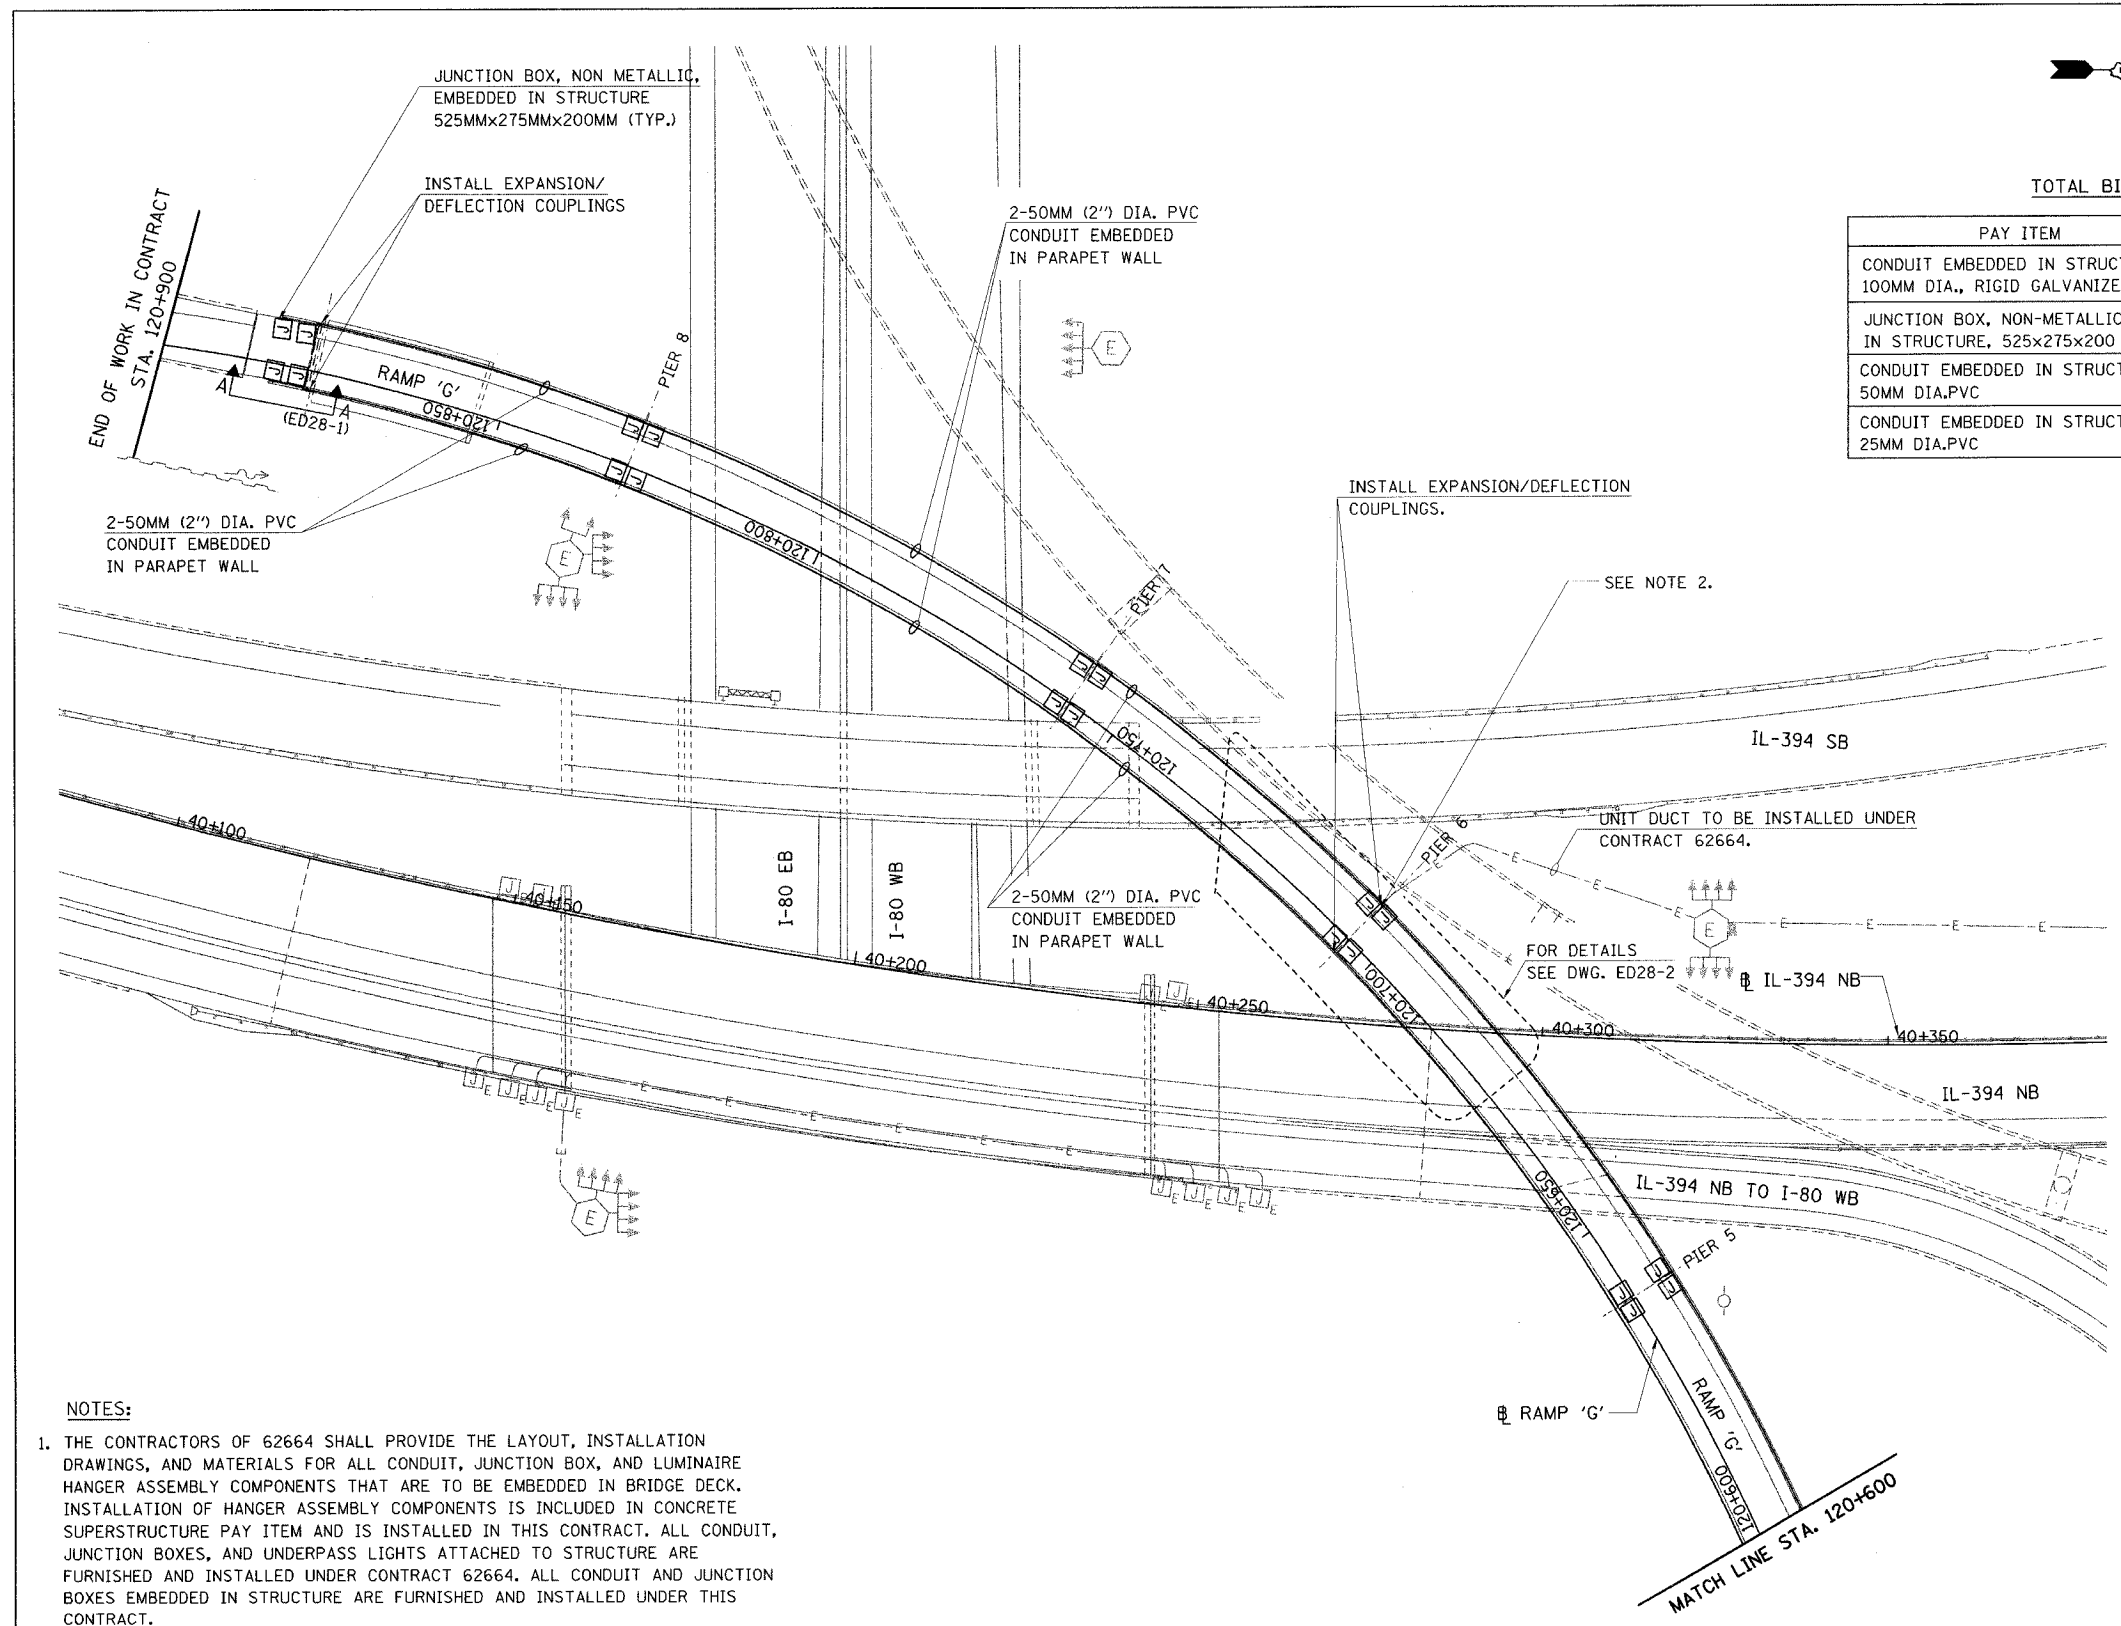 JUNCTION BOX, NON METALLIC,
EMBEDDED IN STRUCTURE
525MMx275MMx200MM (TYP.)
INSTALL EXPANSION/
DEFLECTION COUPLINGS
2-50MM (2") DIA. PVC
CONDUIT EMBEDDED
IN PARAPET WALL
TOTAL BI
PAY ITEM
CONDUIT EMBEDDED IN STRUCT
100MM DIA., RIGID GALVANIZE
JUNCTION BOX, NON-METALLIC
IN STRUCTURE, 525x275x200
CONDUIT EMBEDDED IN STRUCT
50MM DIA.PVC
CONDUIT EMBEDDED IN STRUCT
25MM DIA.PVC
END OF WORK IN CONTRACT
STA. 120+900
J J
J J
A A
(ED28-1)
RAMP 'G'
120+850
PIER 8
J J
J J
E
E
2-50MM (2") DIA. PVC
CONDUIT EMBEDDED
IN PARAPET WALL
120+800
INSTALL EXPANSION/DEFLECTION
COUPLINGS.
SEE NOTE 2.
PIER 7
J J
J J
120+750
IL-394 SB
UNIT DUCT TO BE INSTALLED UNDER
CONTRACT 62664.
PIER 6
J J
J J
E E E
E E E E E
40+100
40+150
I-80 EB
I-80 WB
2-50MM (2") DIA. PVC
CONDUIT EMBEDDED
IN PARAPET WALL
40+200
FOR DETAILS
SEE DWG. ED28-2
℄ IL-394 NB
J
40+250
120+700
40+300
40+350
IL-394 NB
J J J J
E E E E
E E E E E E
J J J J
E E E E
E
120+650
IL-394 NB TO I-80 WB
PIER 5
J J
J J
℄ RAMP 'G'
RAMP 'G'
120+600
MATCH LINE STA. 120+600
NOTES:
1. THE CONTRACTORS OF 62664 SHALL PROVIDE THE LAYOUT, INSTALLATION
DRAWINGS, AND MATERIALS FOR ALL CONDUIT, JUNCTION BOX, AND LUMINAIRE
HANGER ASSEMBLY COMPONENTS THAT ARE TO BE EMBEDDED IN BRIDGE DECK.
INSTALLATION OF HANGER ASSEMBLY COMPONENTS IS INCLUDED IN CONCRETE
SUPERSTRUCTURE PAY ITEM AND IS INSTALLED IN THIS CONTRACT. ALL CONDUIT,
JUNCTION BOXES, AND UNDERPASS LIGHTS ATTACHED TO STRUCTURE ARE
FURNISHED AND INSTALLED UNDER CONTRACT 62664. ALL CONDUIT AND JUNCTION
BOXES EMBEDDED IN STRUCTURE ARE FURNISHED AND INSTALLED UNDER THIS
CONTRACT.